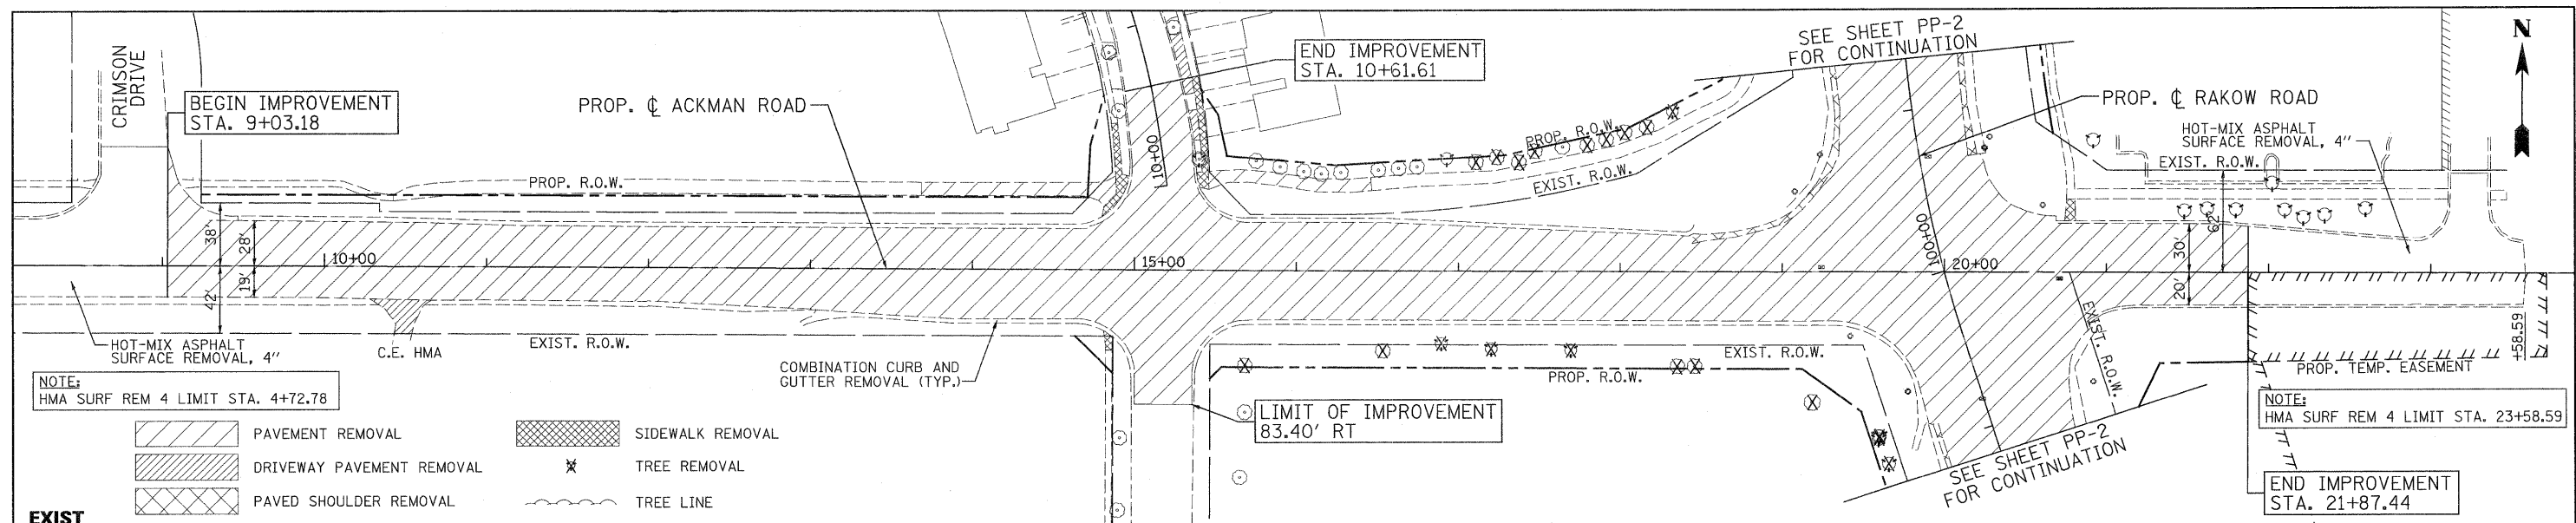 CRIMSON
DRIVE
BEGIN IMPROVEMENT
STA. 9+03.18
PROP. ℄ ACKMAN ROAD
END IMPROVEMENT
STA. 10+61.61
SEE SHEET PP-2
FOR CONTINUATION
PROP. ℄ RAKOW ROAD
HOT-MIX ASPHALT
SURFACE REMOVAL, 4"
N
PROP. R.O.W.
10+00
PROP. R.O.W.
EXIST. R.O.W.
EXIST. R.O.W.
38'
28'
42'
19'
10+00
15+00
100+00
20+00
62'
30'
20'
HOT-MIX ASPHALT
SURFACE REMOVAL, 4"
C.E. HMA
EXIST. R.O.W.
COMBINATION CURB AND
GUTTER REMOVAL (TYP.)
EXIST. R.O.W.
PROP. R.O.W.
EXIST. R.O.W.
PROP. TEMP. EASEMENT
+58.59
NOTE:
HMA SURF REM 4 LIMIT STA. 4+72.78
LIMIT OF IMPROVEMENT
83.40' RT
NOTE:
HMA SURF REM 4 LIMIT STA. 23+58.59
PAVEMENT REMOVAL
SIDEWALK REMOVAL
DRIVEWAY PAVEMENT REMOVAL
TREE REMOVAL
PAVED SHOULDER REMOVAL
TREE LINE
SEE SHEET PP-2
FOR CONTINUATION
END IMPROVEMENT
STA. 21+87.44
EXIST